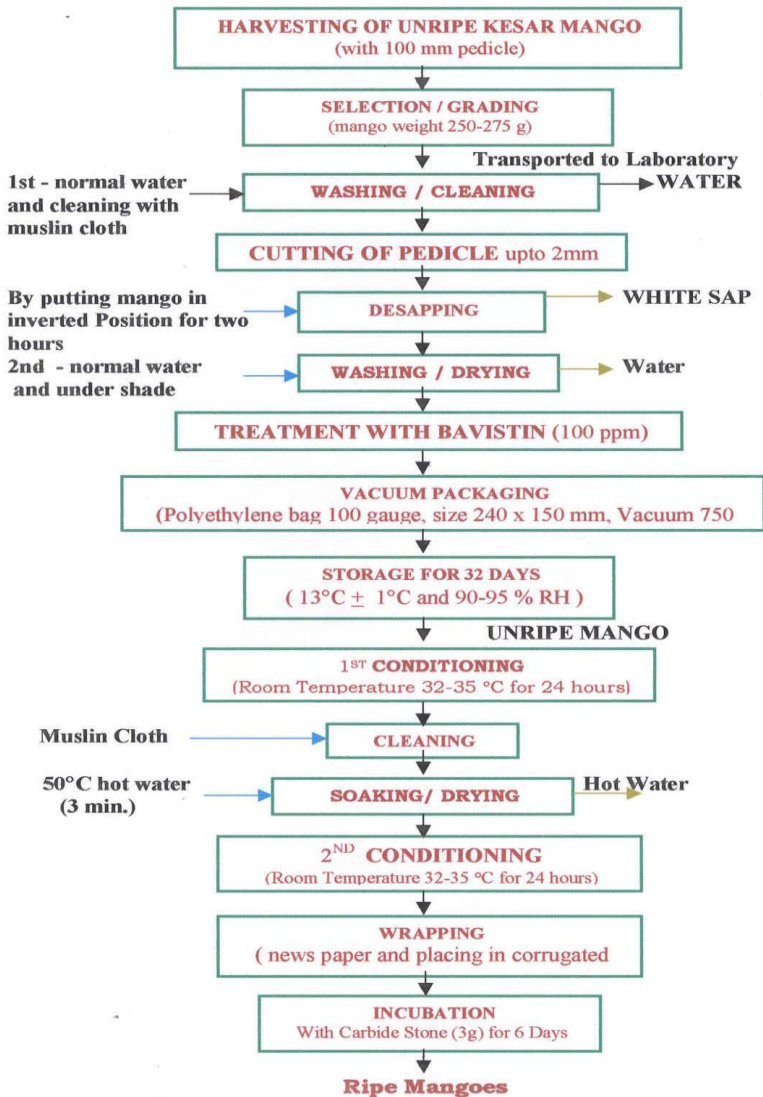 HARVESTING OF UNRIPE KESAR MANGO
(with 100 mm pedicle)
SELECTION / GRADING
(mango weight 250-275 g)
Transported to Laboratory
1st - normal water
and cleaning with
muslin cloth
WASHING / CLEANING
WATER
CUTTING OF PEDICLE upto 2mm
By putting mango in
inverted Position for two
hours
DESAPPING
WHITE SAP
2nd - normal water
and under shade
WASHING / DRYING
Water
TREATMENT WITH BAVISTIN (100 ppm)
VACUUM PACKAGING
(Polyethylene bag 100 gauge, size 240 x 150 mm, Vacuum 750
STORAGE FOR 32 DAYS
( 13°C ± 1°C and 90-95 % RH )
UNRIPE MANGO
1ST CONDITIONING
(Room Temperature 32-35 °C for 24 hours)
Muslin Cloth
CLEANING
50°C hot water
(3 min.)
SOAKING/ DRYING
Hot Water
2ND CONDITIONING
(Room Temperature 32-35 °C for 24 hours)
WRAPPING
( news paper and placing in corrugated
INCUBATION
With Carbide Stone (3g) for 6 Days
Ripe Mangoes